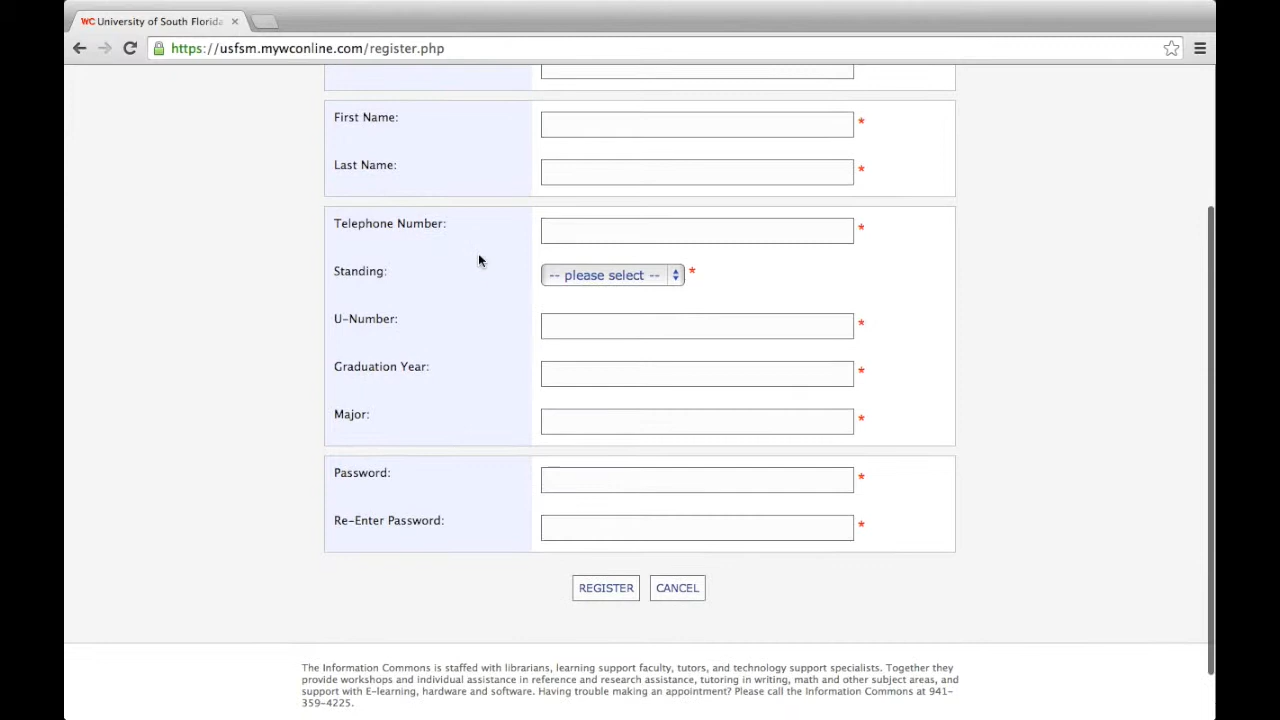 WC University of South Florida
https://usfsm.mywconline.com/register.php
First Name: *
Last Name: *
Telephone Number: *
Standing: -- please select -- *
U-Number: *
Graduation Year: *
Major: *
Password: *
Re-Enter Password: *
REGISTER CANCEL
The Information Commons is staffed with librarians, learning support faculty, tutors, and technology support specialists. Together they
provide workshops and individual assistance in reference and research assistance, tutoring in writing, math and other subject areas, and
support with E-learning, hardware and software. Having trouble making an appointment? Please call the Information Commons at 941-
359-4225.